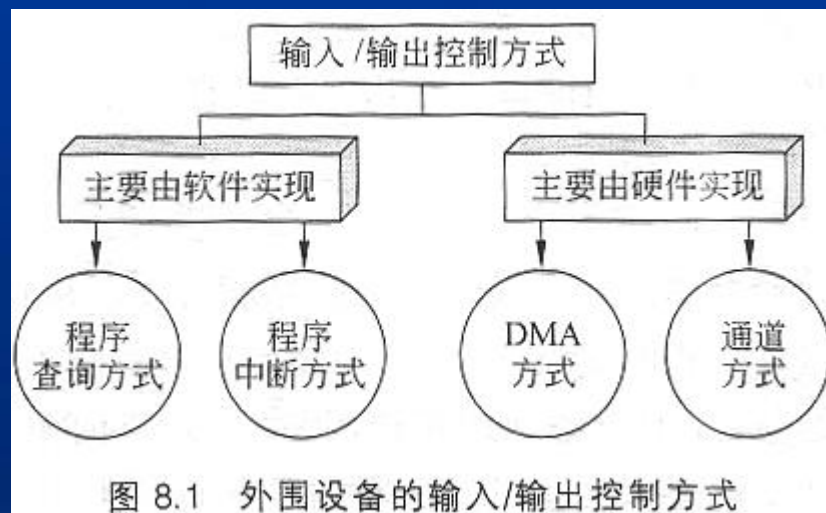 输入/输出控制方式
主要由软件实现
主要由硬件实现
程序
查询方式
程序
中断方式
DMA
方式
通道
方式
图 8.1 外围设备的输入/输出控制方式